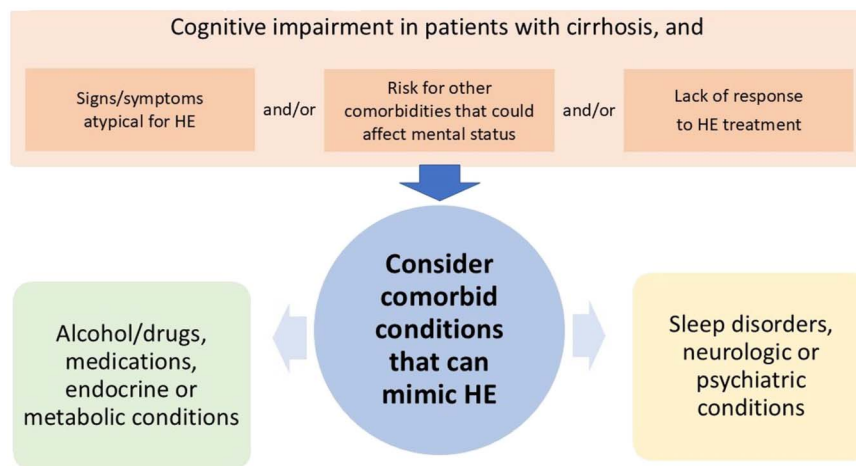 Cognitive impairment in patients with cirrhosis, and
Signs/symptoms
atypical for HE
and/or
Risk for other
comorbidities that could
affect mental status
and/or
Lack of response
to HE treatment
Consider
comorbid
conditions
that can
mimic HE
Alcohol/drugs,
medications,
endocrine or
metabolic conditions
Sleep disorders,
neurologic or
psychiatric
conditions